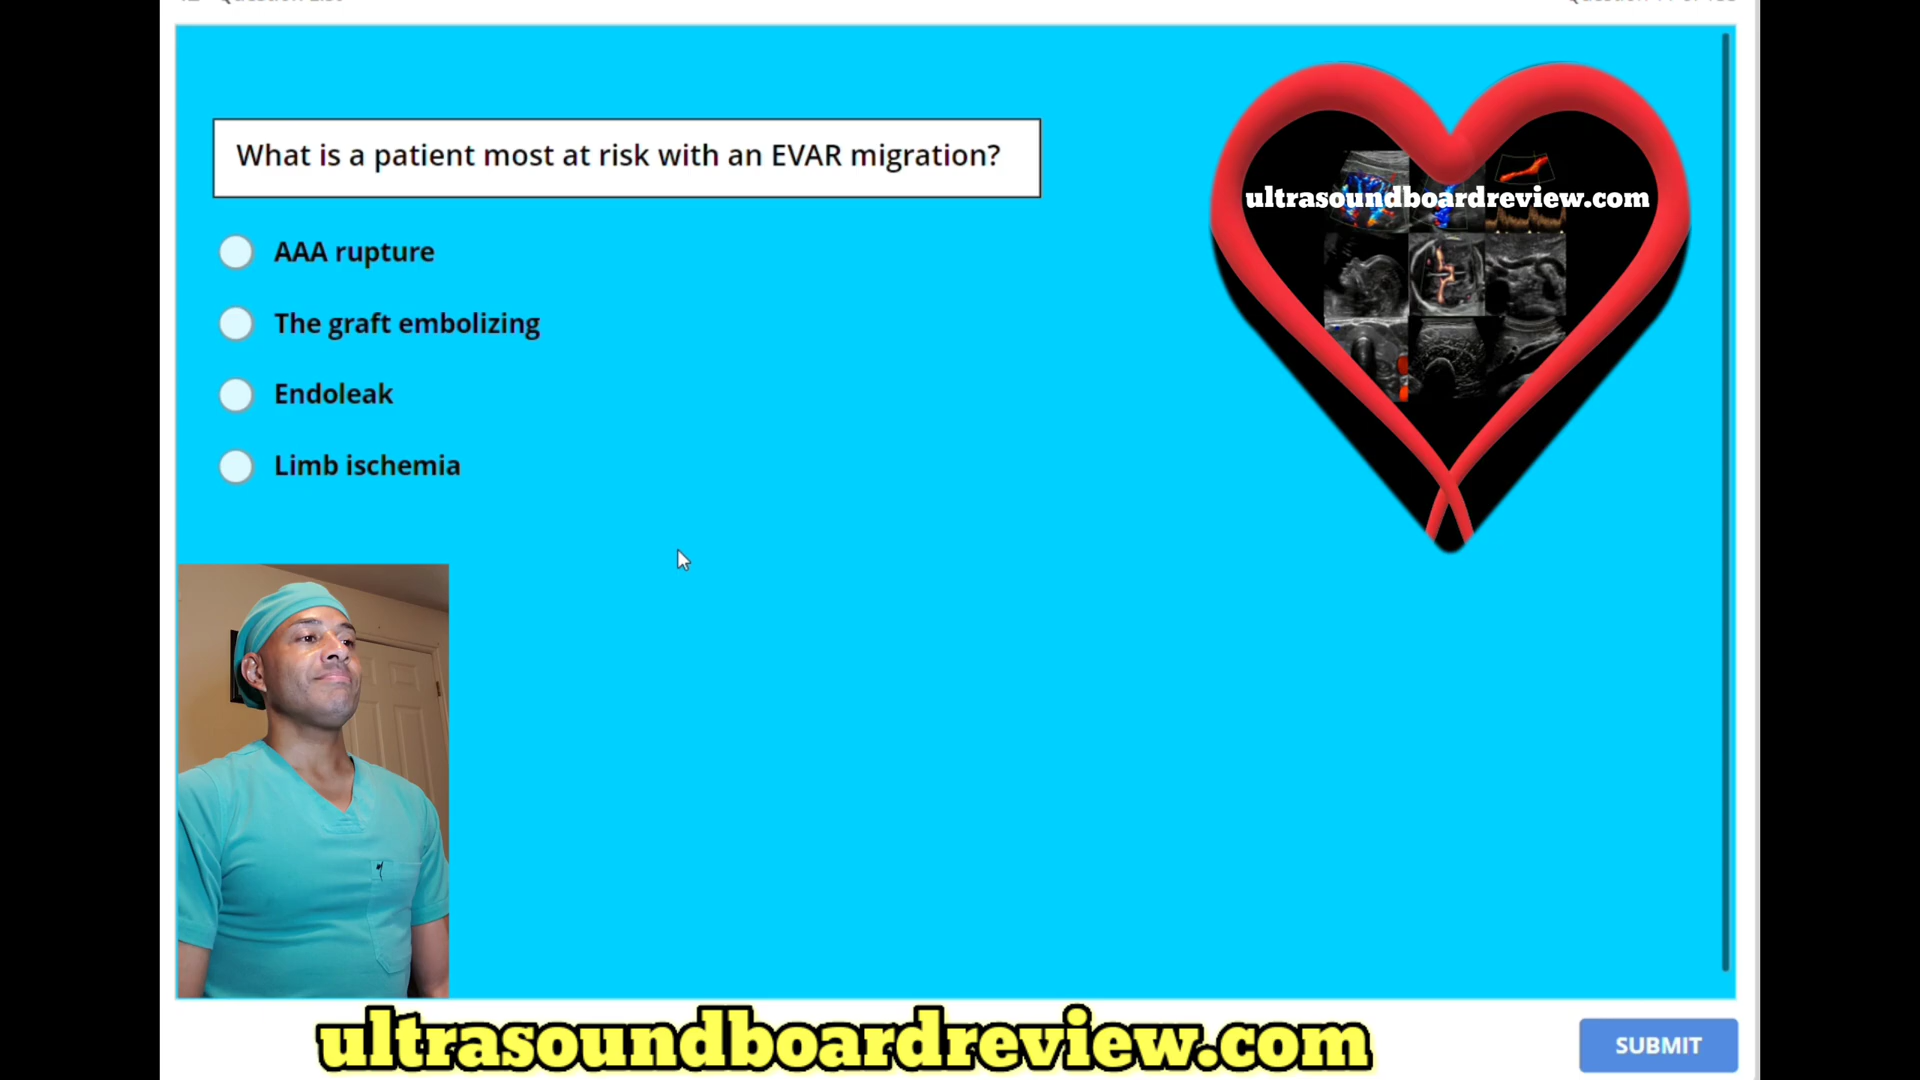 What is a patient most at risk with an EVAR migration?
AAA rupture
The graft embolizing
Endoleak
Limb ischemia
ultrasoundboardreview.com
ultrasoundboardreview.com
SUBMIT